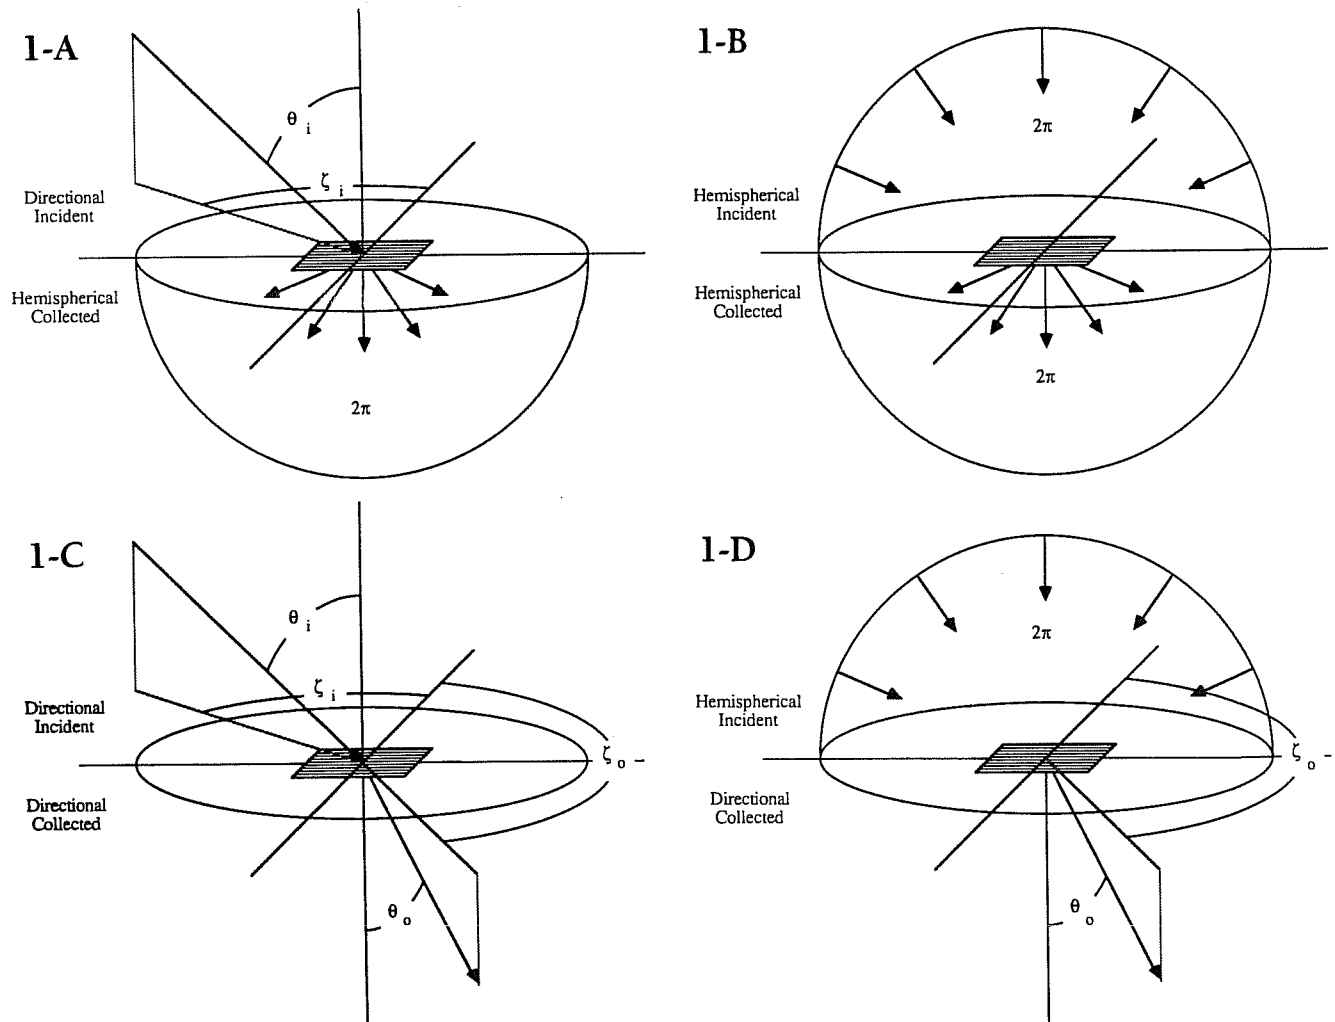 1-A
θ i
ζ i
Directional
Incident
Hemispherical
Collected
2π
1-B
2π
Hemispherical
Incident
Hemispherical
Collected
2π
1-C
θ i
ζ i
Directional
Incident
ζ o
Directional
Collected
θ o
1-D
2π
Hemispherical
Incident
ζ o
Directional
Collected
θ o